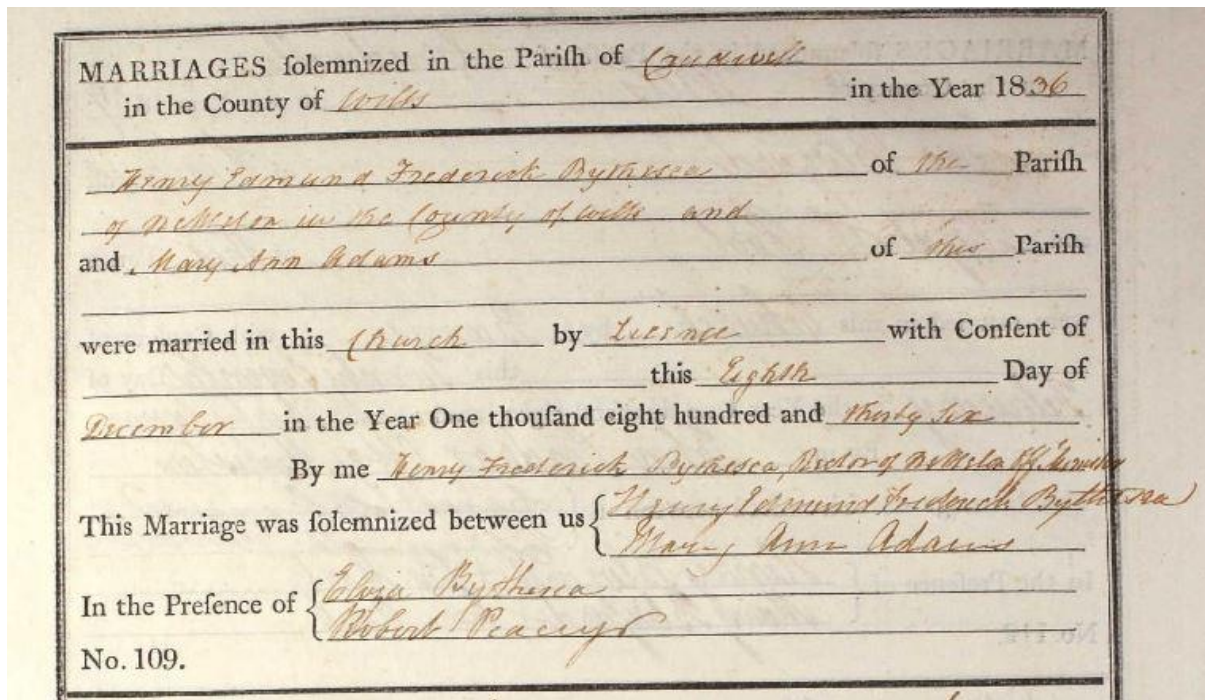 MARRIAGES solemnized in the Parish of Crudwell
in the County of Wilts in the Year 1836
Henry Edmund Frederick Bythesea of the Parish
of Nettleton in the County of Wilts and
and Mary Ann Adams of this Parish
were married in this Church by Licence with Consent of
this Eighth Day of
December in the Year One thousand eight hundred and thirty six
By me Henry Frederick Bythesea, Rector of Nettleton Off. Minister
This Marriage was solemnized between us { Henry Edmund Frederick Bythesea
Mary Ann Adams
In the Presence of { Eliza Bythesea
Robert
No. 109.